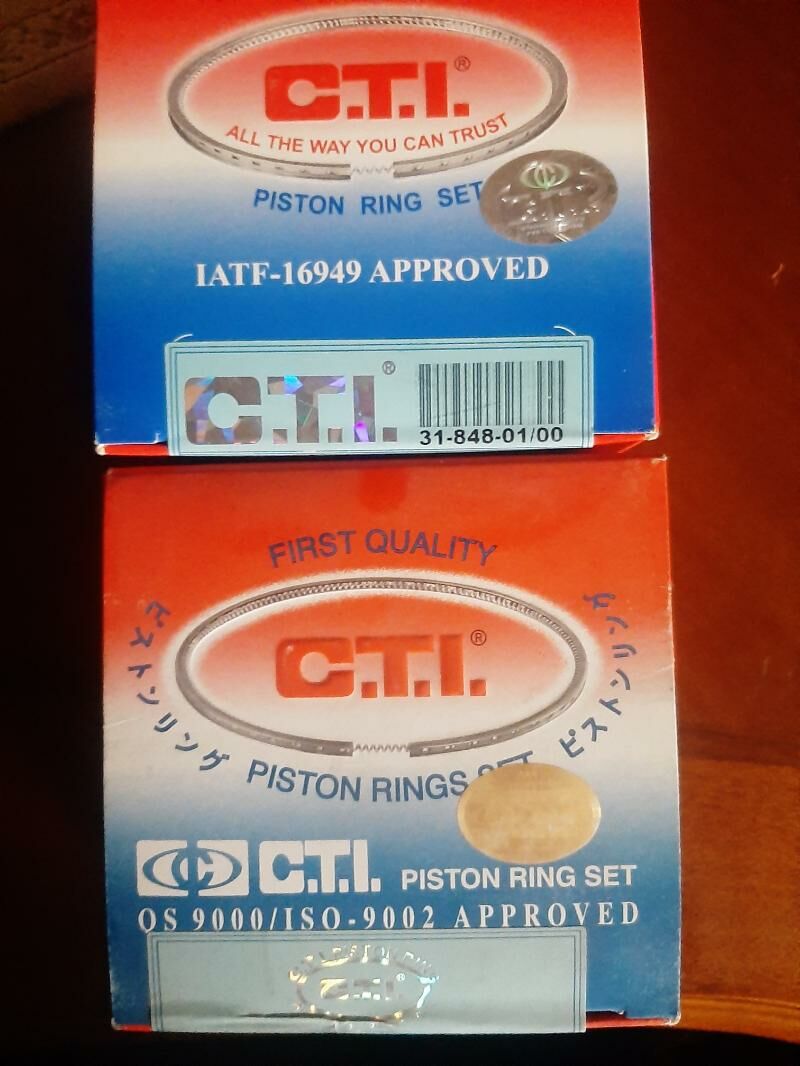 C.T.I.®
ALL THE WAY YOU CAN TRUST
PISTON RING SET
IATF-16949 APPROVED
C.T.I.®
31-848-01/00
FIRST QUALITY
C.T.I.®
ピストンリング
ピストンリング
PISTON RINGS SET
C.T.I. PISTON RING SET
QS 9000/ISO-9002 APPROVED
C.T.I.®